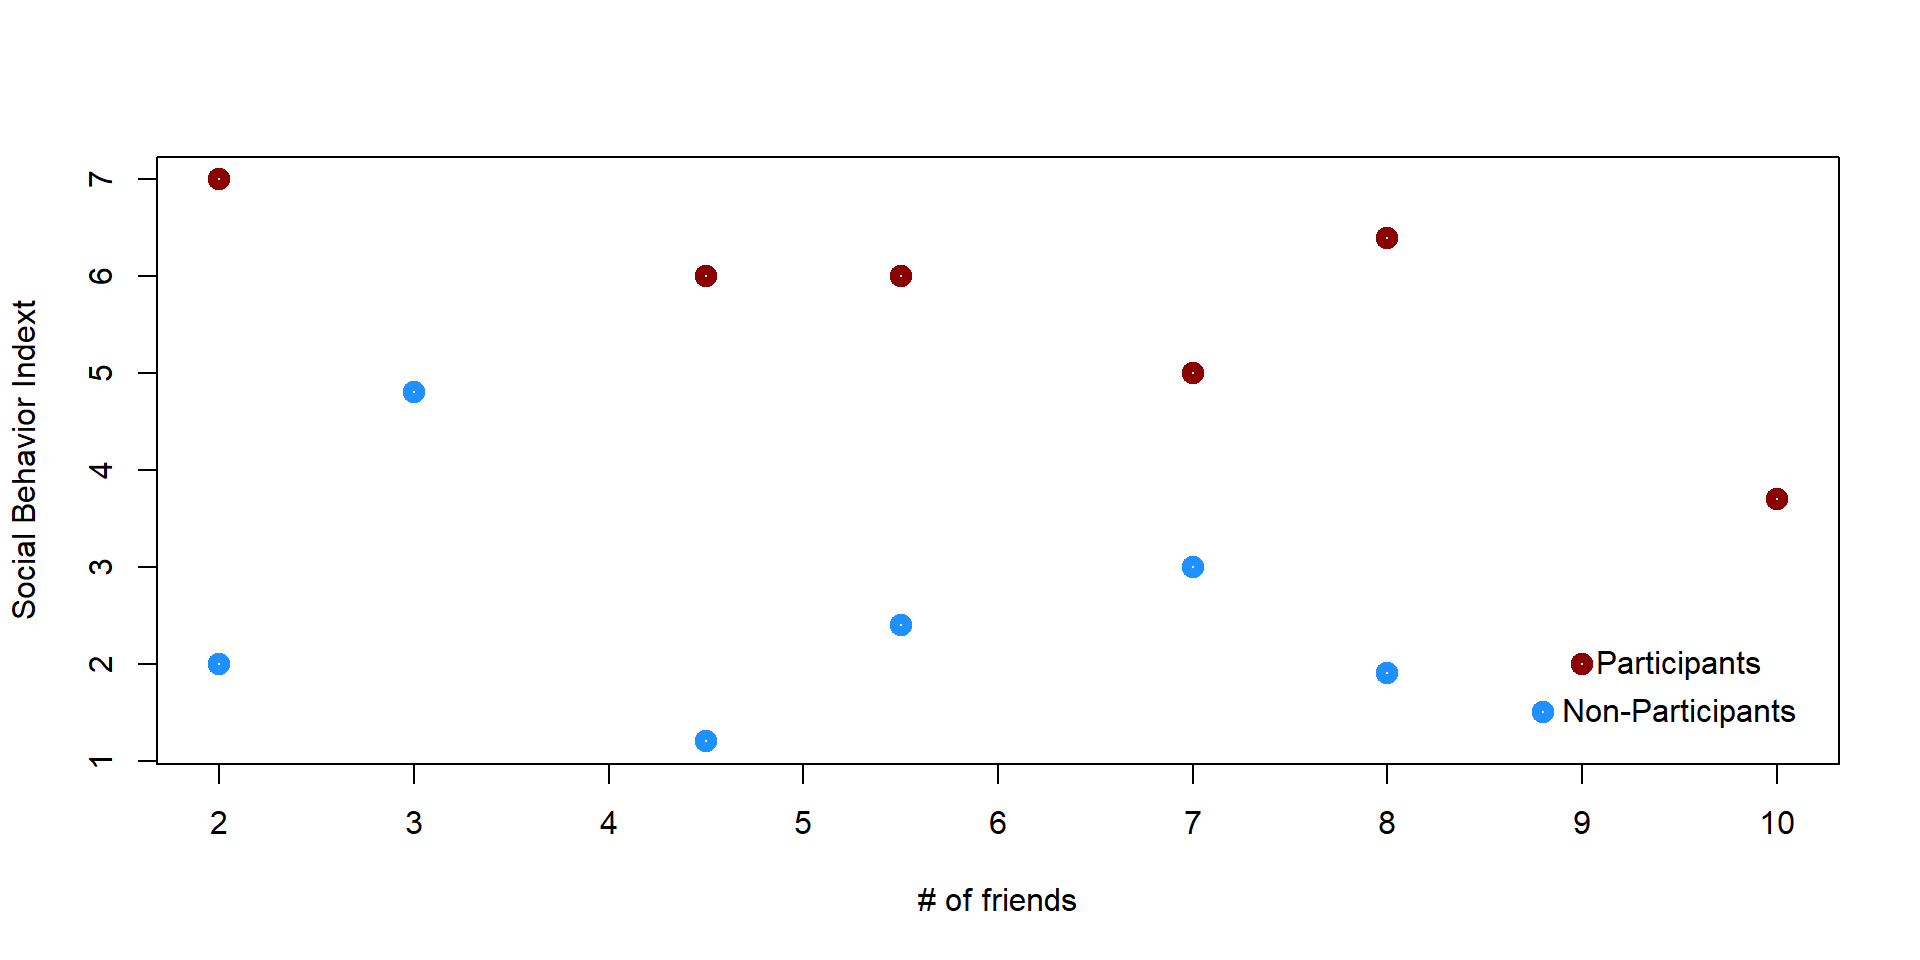 Social Behavior Indext
7
6
5
4
3
2
1
Participants
Non-Participants
2 3 4 5 6 7 8 9 10
# of friends